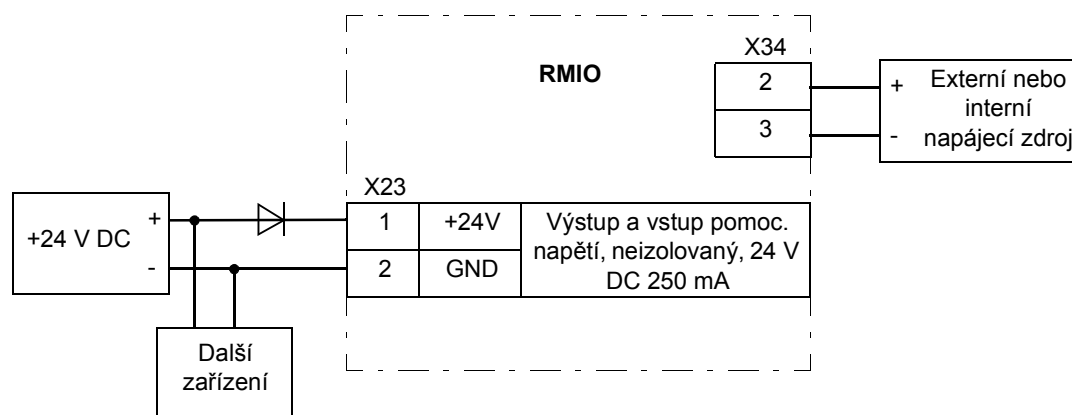 X34
RMIO
2
+
Externí nebo
interní
napájecí zdroj
3
-
X23
+24 V DC
+
-
1
+24V
Výstup a vstup pomoc.
napětí, neizolovaný, 24 V
DC 250 mA
2
GND
Další
zařízení